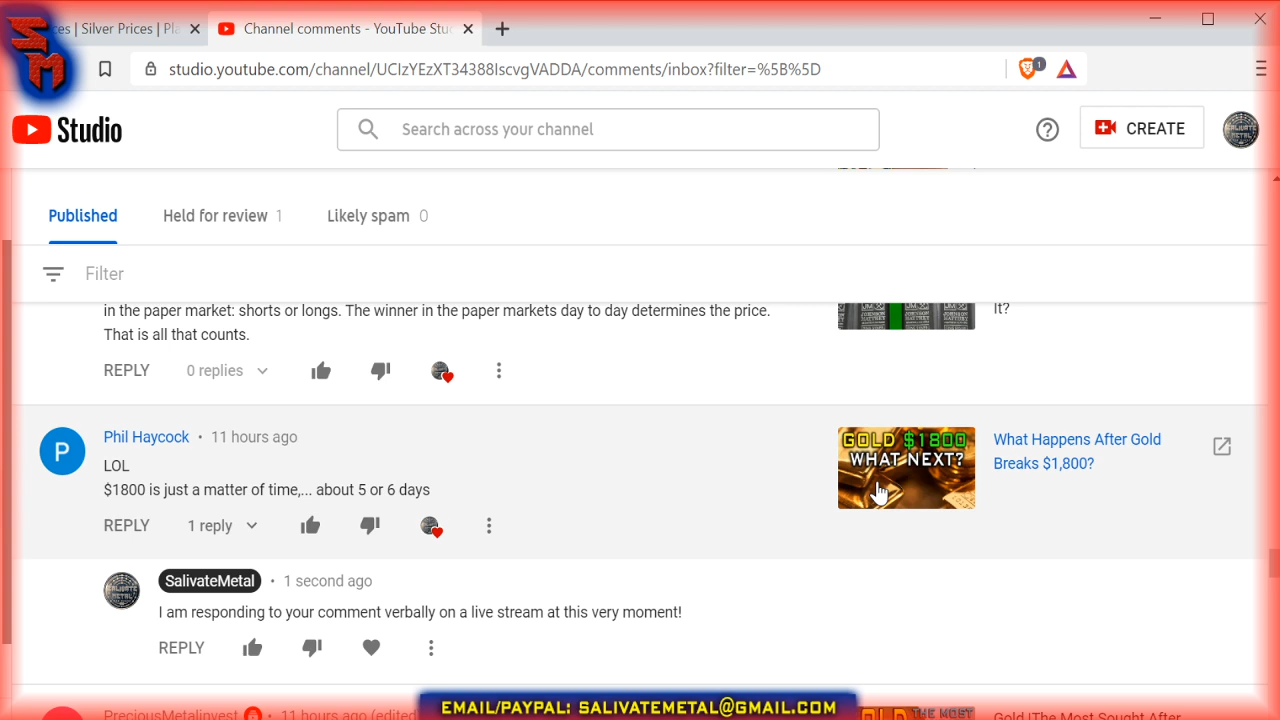 SM
es | Silver Prices | Pla
Channel comments - YouTube Stu
studio.youtube.com/channel/UCIzYEzXT34388IscvgVADDA/comments/inbox?filter=%5B%5D
1
Studio
Search across your channel
CREATE
Published
Held for review 1
Likely spam 0
Filter
in the paper market: shorts or longs. The winner in the paper markets day to day determines the price.
That is all that counts.
It?
REPLY
0 replies
P
Phil Haycock • 11 hours ago
LOL
$1800 is just a matter of time,... about 5 or 6 days
REPLY
1 reply
GOLD $1800
WHAT NEXT?
What Happens After Gold
Breaks $1,800?
SalivateMetal • 1 second ago
I am responding to your comment verbally on a live stream at this very moment!
REPLY
PreciousMetalinvest • 11 hours ago (edited
GOLD THE MOST
Gold !The Most Sought After
EMAIL/PAYPAL: SALIVATEMETAL@GMAIL.COM